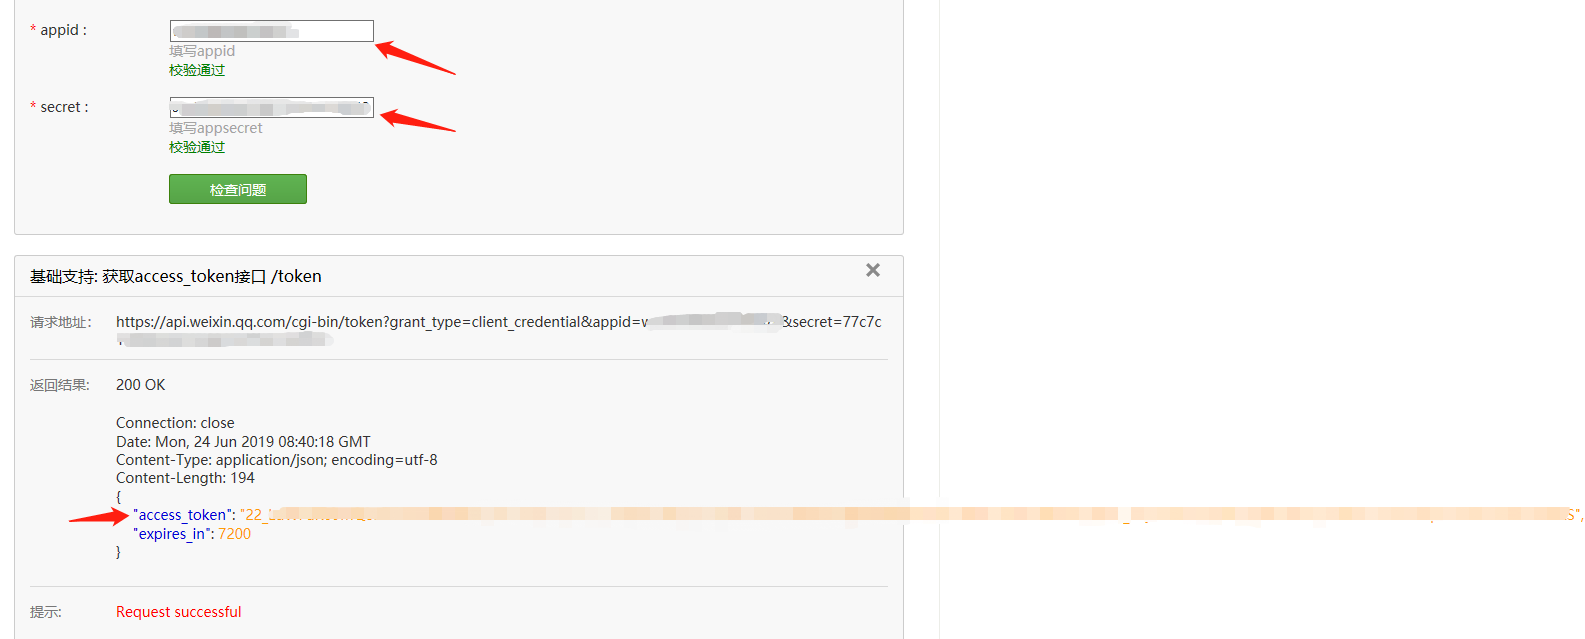 * appid :
填写appid
校验通过
* secret :
填写appsecret
校验通过
检查问题
基础支持: 获取access_token接口 /token
请求地址: https://api.weixin.qq.com/cgi-bin/token?grant_type=client_credential&appid=w &secret=77c7c
返回结果: 200 OK
Connection: close
Date: Mon, 24 Jun 2019 08:40:18 GMT
Content-Type: application/json; encoding=utf-8
Content-Length: 194
{
"access_token": "22_ S",
"expires_in": 7200
}
提示: Request successful